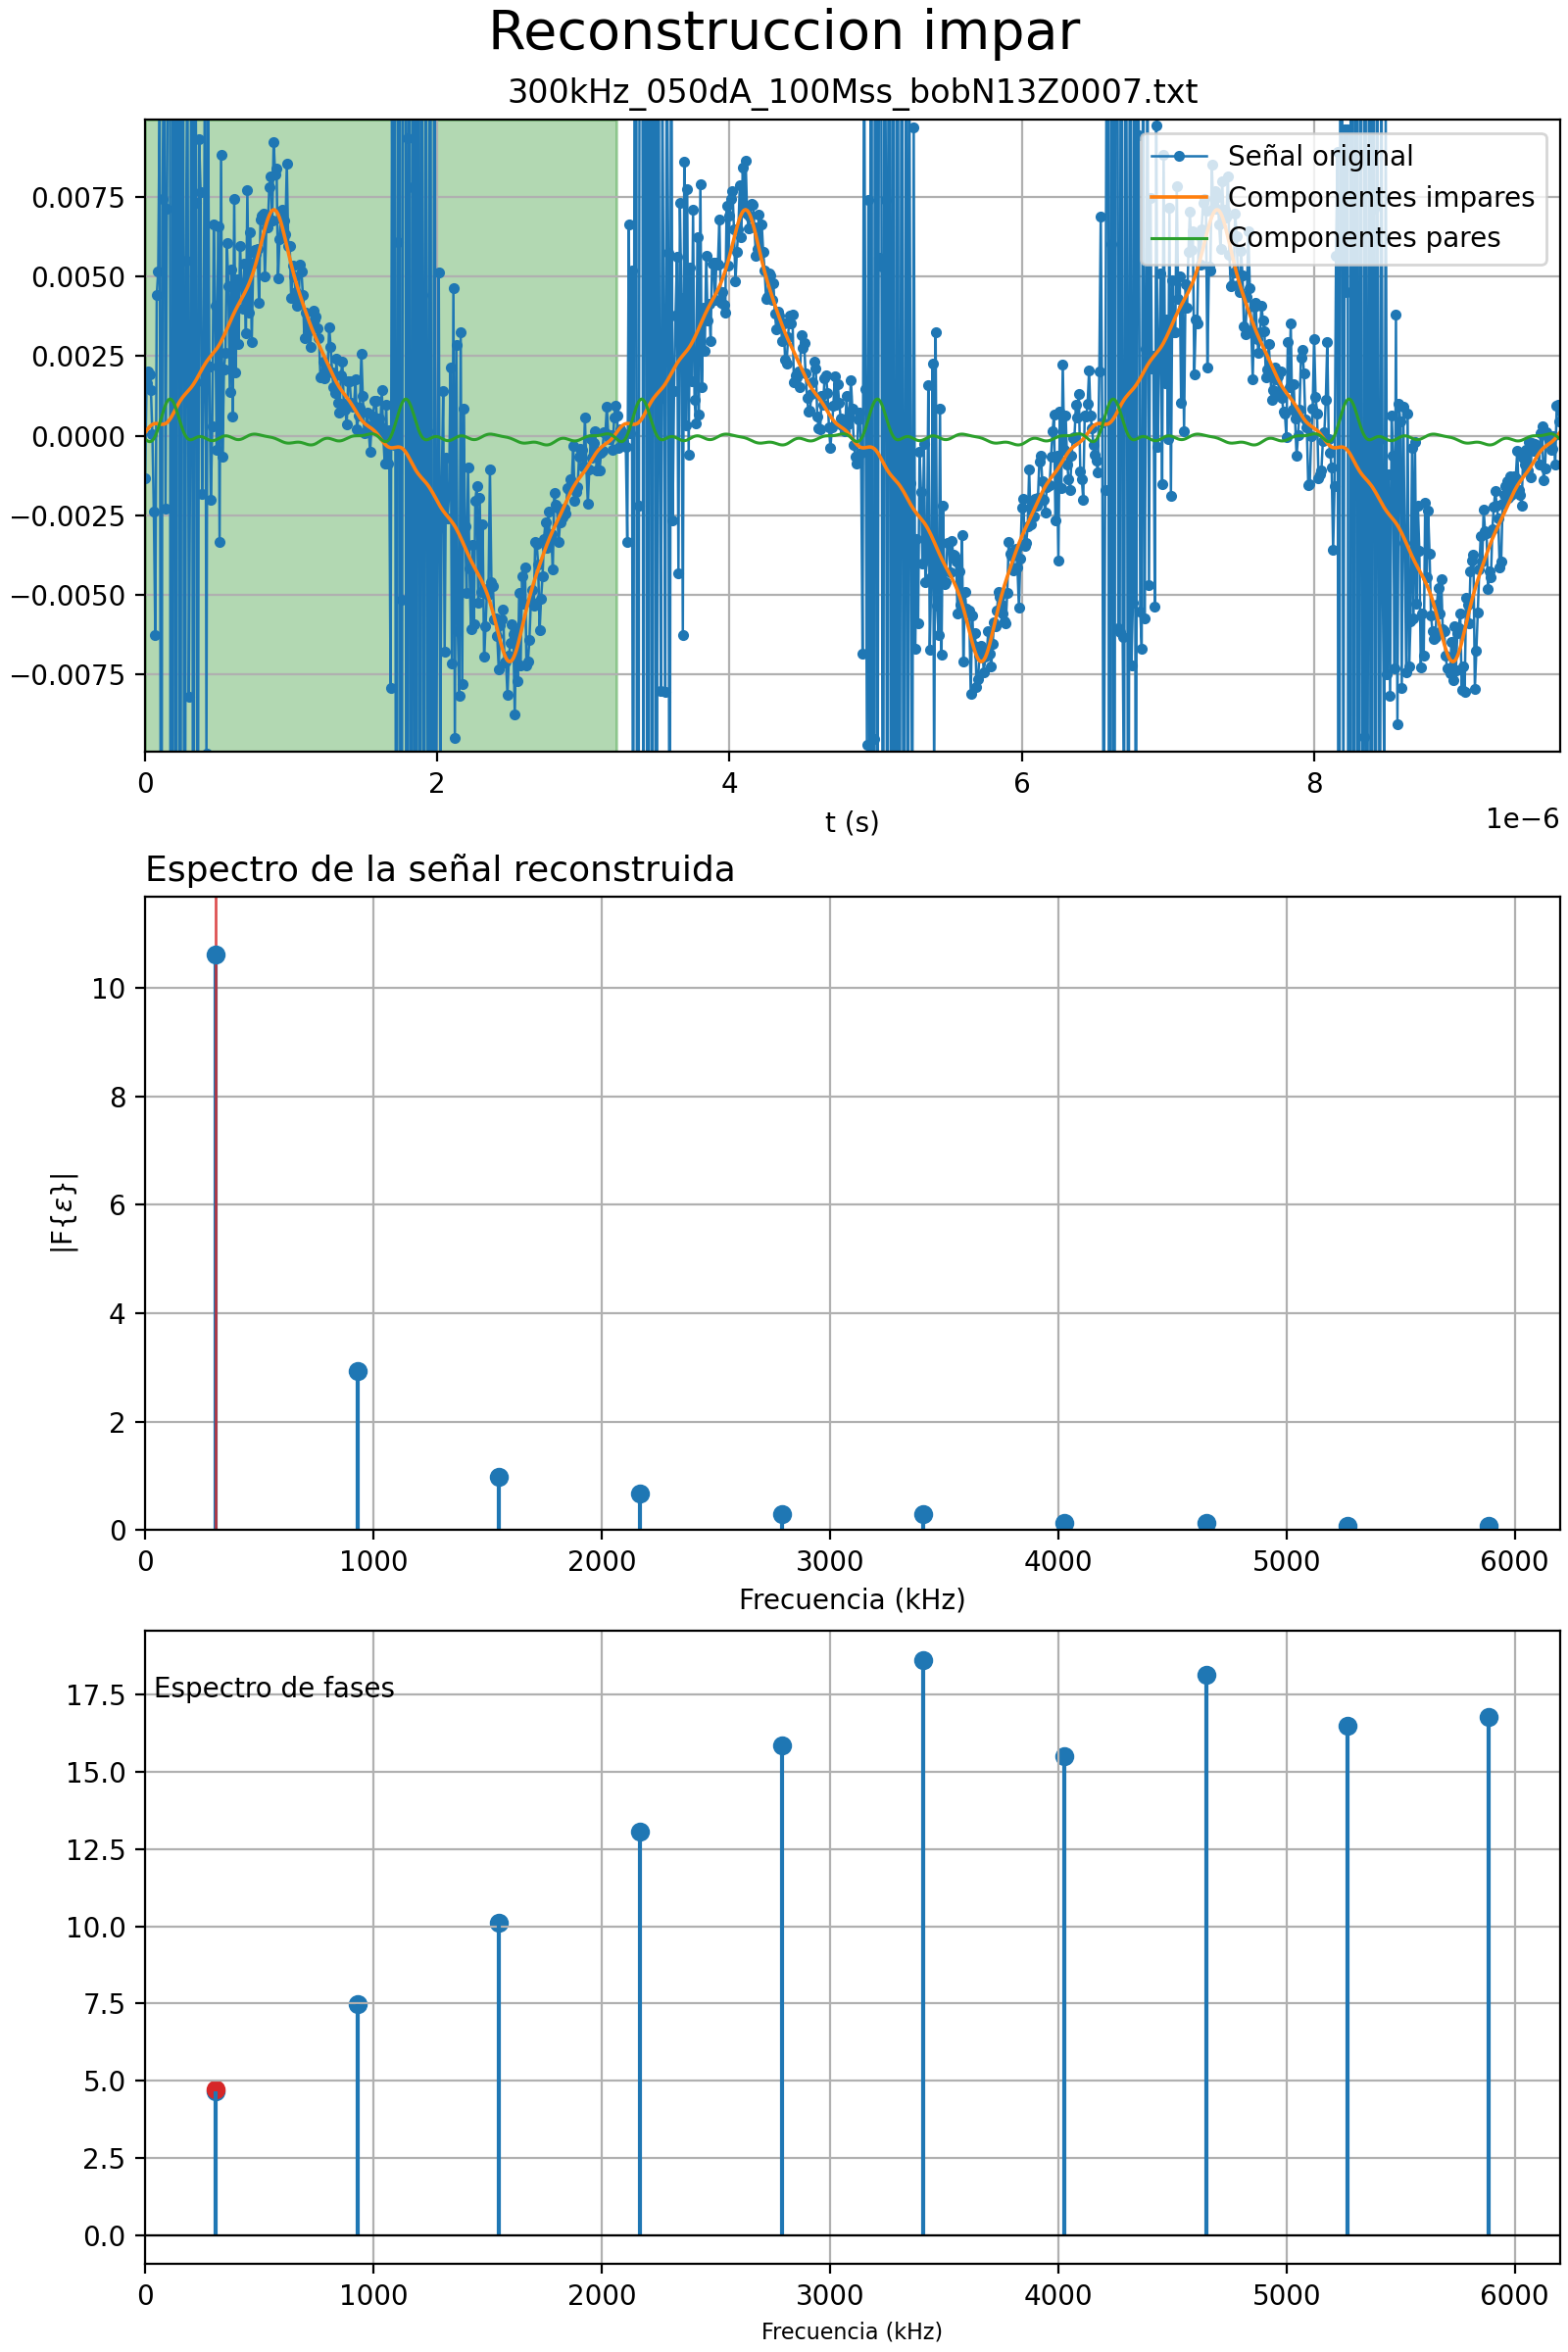 Reconstruccion impar
300kHz_050dA_100Mss_bobN13Z0007.txt
Señal original
Componentes impares
Componentes pares
0.0075
0.0050
0.0025
0.0000
−0.0025
−0.0050
−0.0075
0 2 4 6 8
t (s)
1e−6
Espectro de la señal reconstruida
10
8
6
4
2
0
|F{ε}|
0 1000 2000 3000 4000 5000 6000
Frecuencia (kHz)
Espectro de fases
17.5
15.0
12.5
10.0
7.5
5.0
2.5
0.0
0 1000 2000 3000 4000 5000 6000
Frecuencia (kHz)